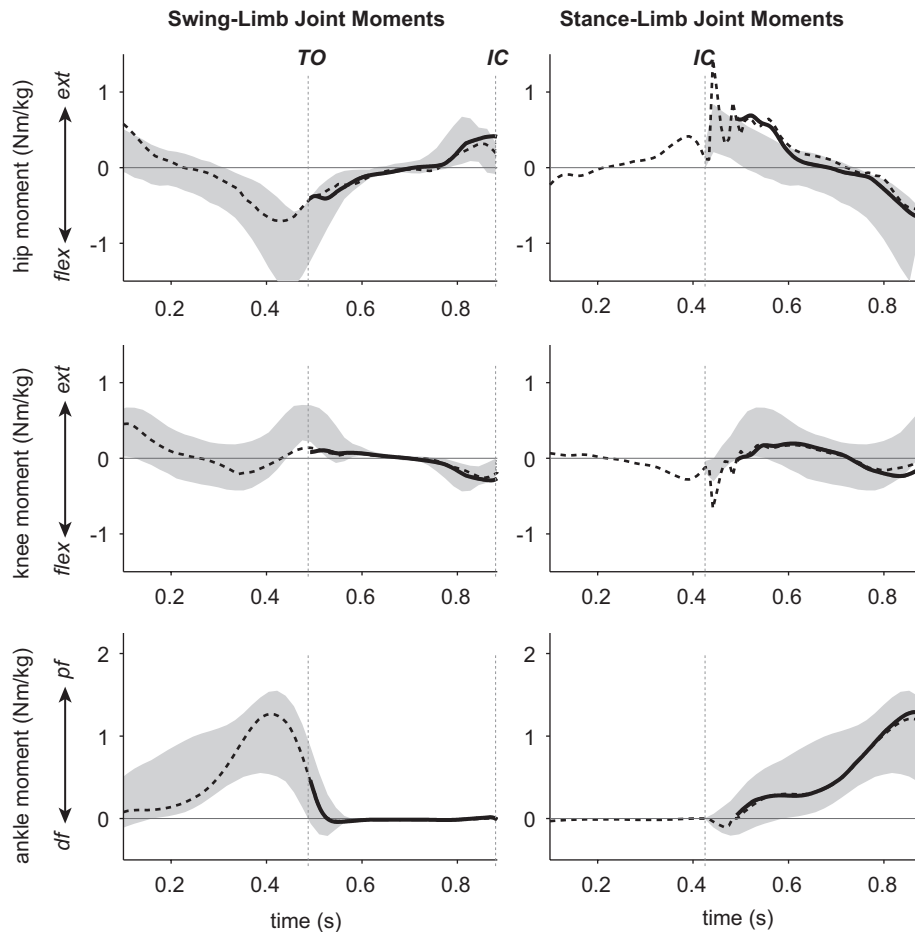 Swing-Limb Joint Moments
Stance-Limb Joint Moments
TO
IC
IC
hip moment (Nm/kg)
flex
ext
1
0
-1
0.2
0.4
0.6
0.8
1
0
-1
0.2
0.4
0.6
0.8
knee moment (Nm/kg)
flex
ext
1
0
-1
0.2
0.4
0.6
0.8
1
0
-1
0.2
0.4
0.6
0.8
ankle moment (Nm/kg)
df
pf
2
1
0
0.2
0.4
0.6
0.8
2
1
0
0.2
0.4
0.6
0.8
time (s)
time (s)